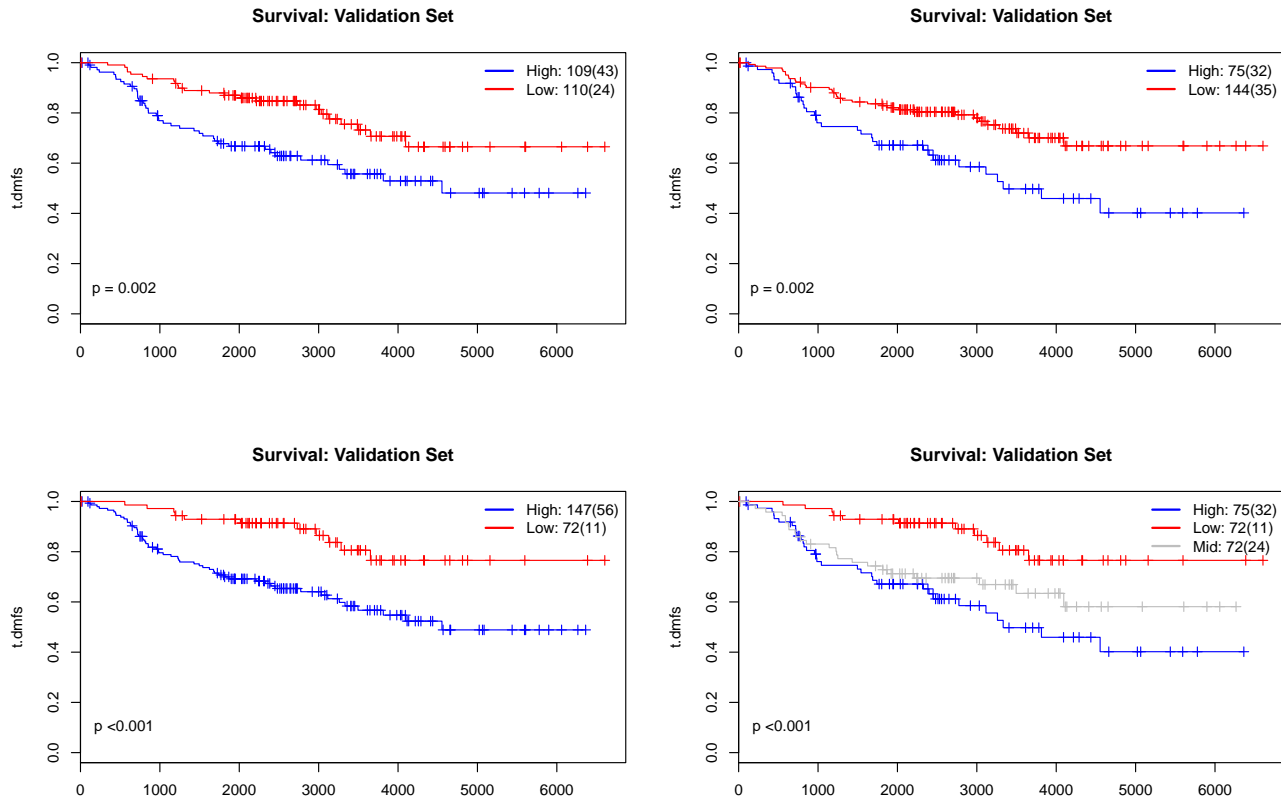 Survival: Validation Set
t.dmfs
1.0
0.8
0.6
0.4
0.2
0.0
High: 109(43)
Low: 110(24)
p = 0.002
0 1000 2000 3000 4000 5000 6000
Survival: Validation Set
t.dmfs
1.0
0.8
0.6
0.4
0.2
0.0
High: 75(32)
Low: 144(35)
p = 0.002
0 1000 2000 3000 4000 5000 6000
Survival: Validation Set
t.dmfs
1.0
0.8
0.6
0.4
0.2
0.0
High: 147(56)
Low: 72(11)
p <0.001
0 1000 2000 3000 4000 5000 6000
Survival: Validation Set
t.dmfs
1.0
0.8
0.6
0.4
0.2
0.0
High: 75(32)
Low: 72(11)
Mid: 72(24)
p <0.001
0 1000 2000 3000 4000 5000 6000